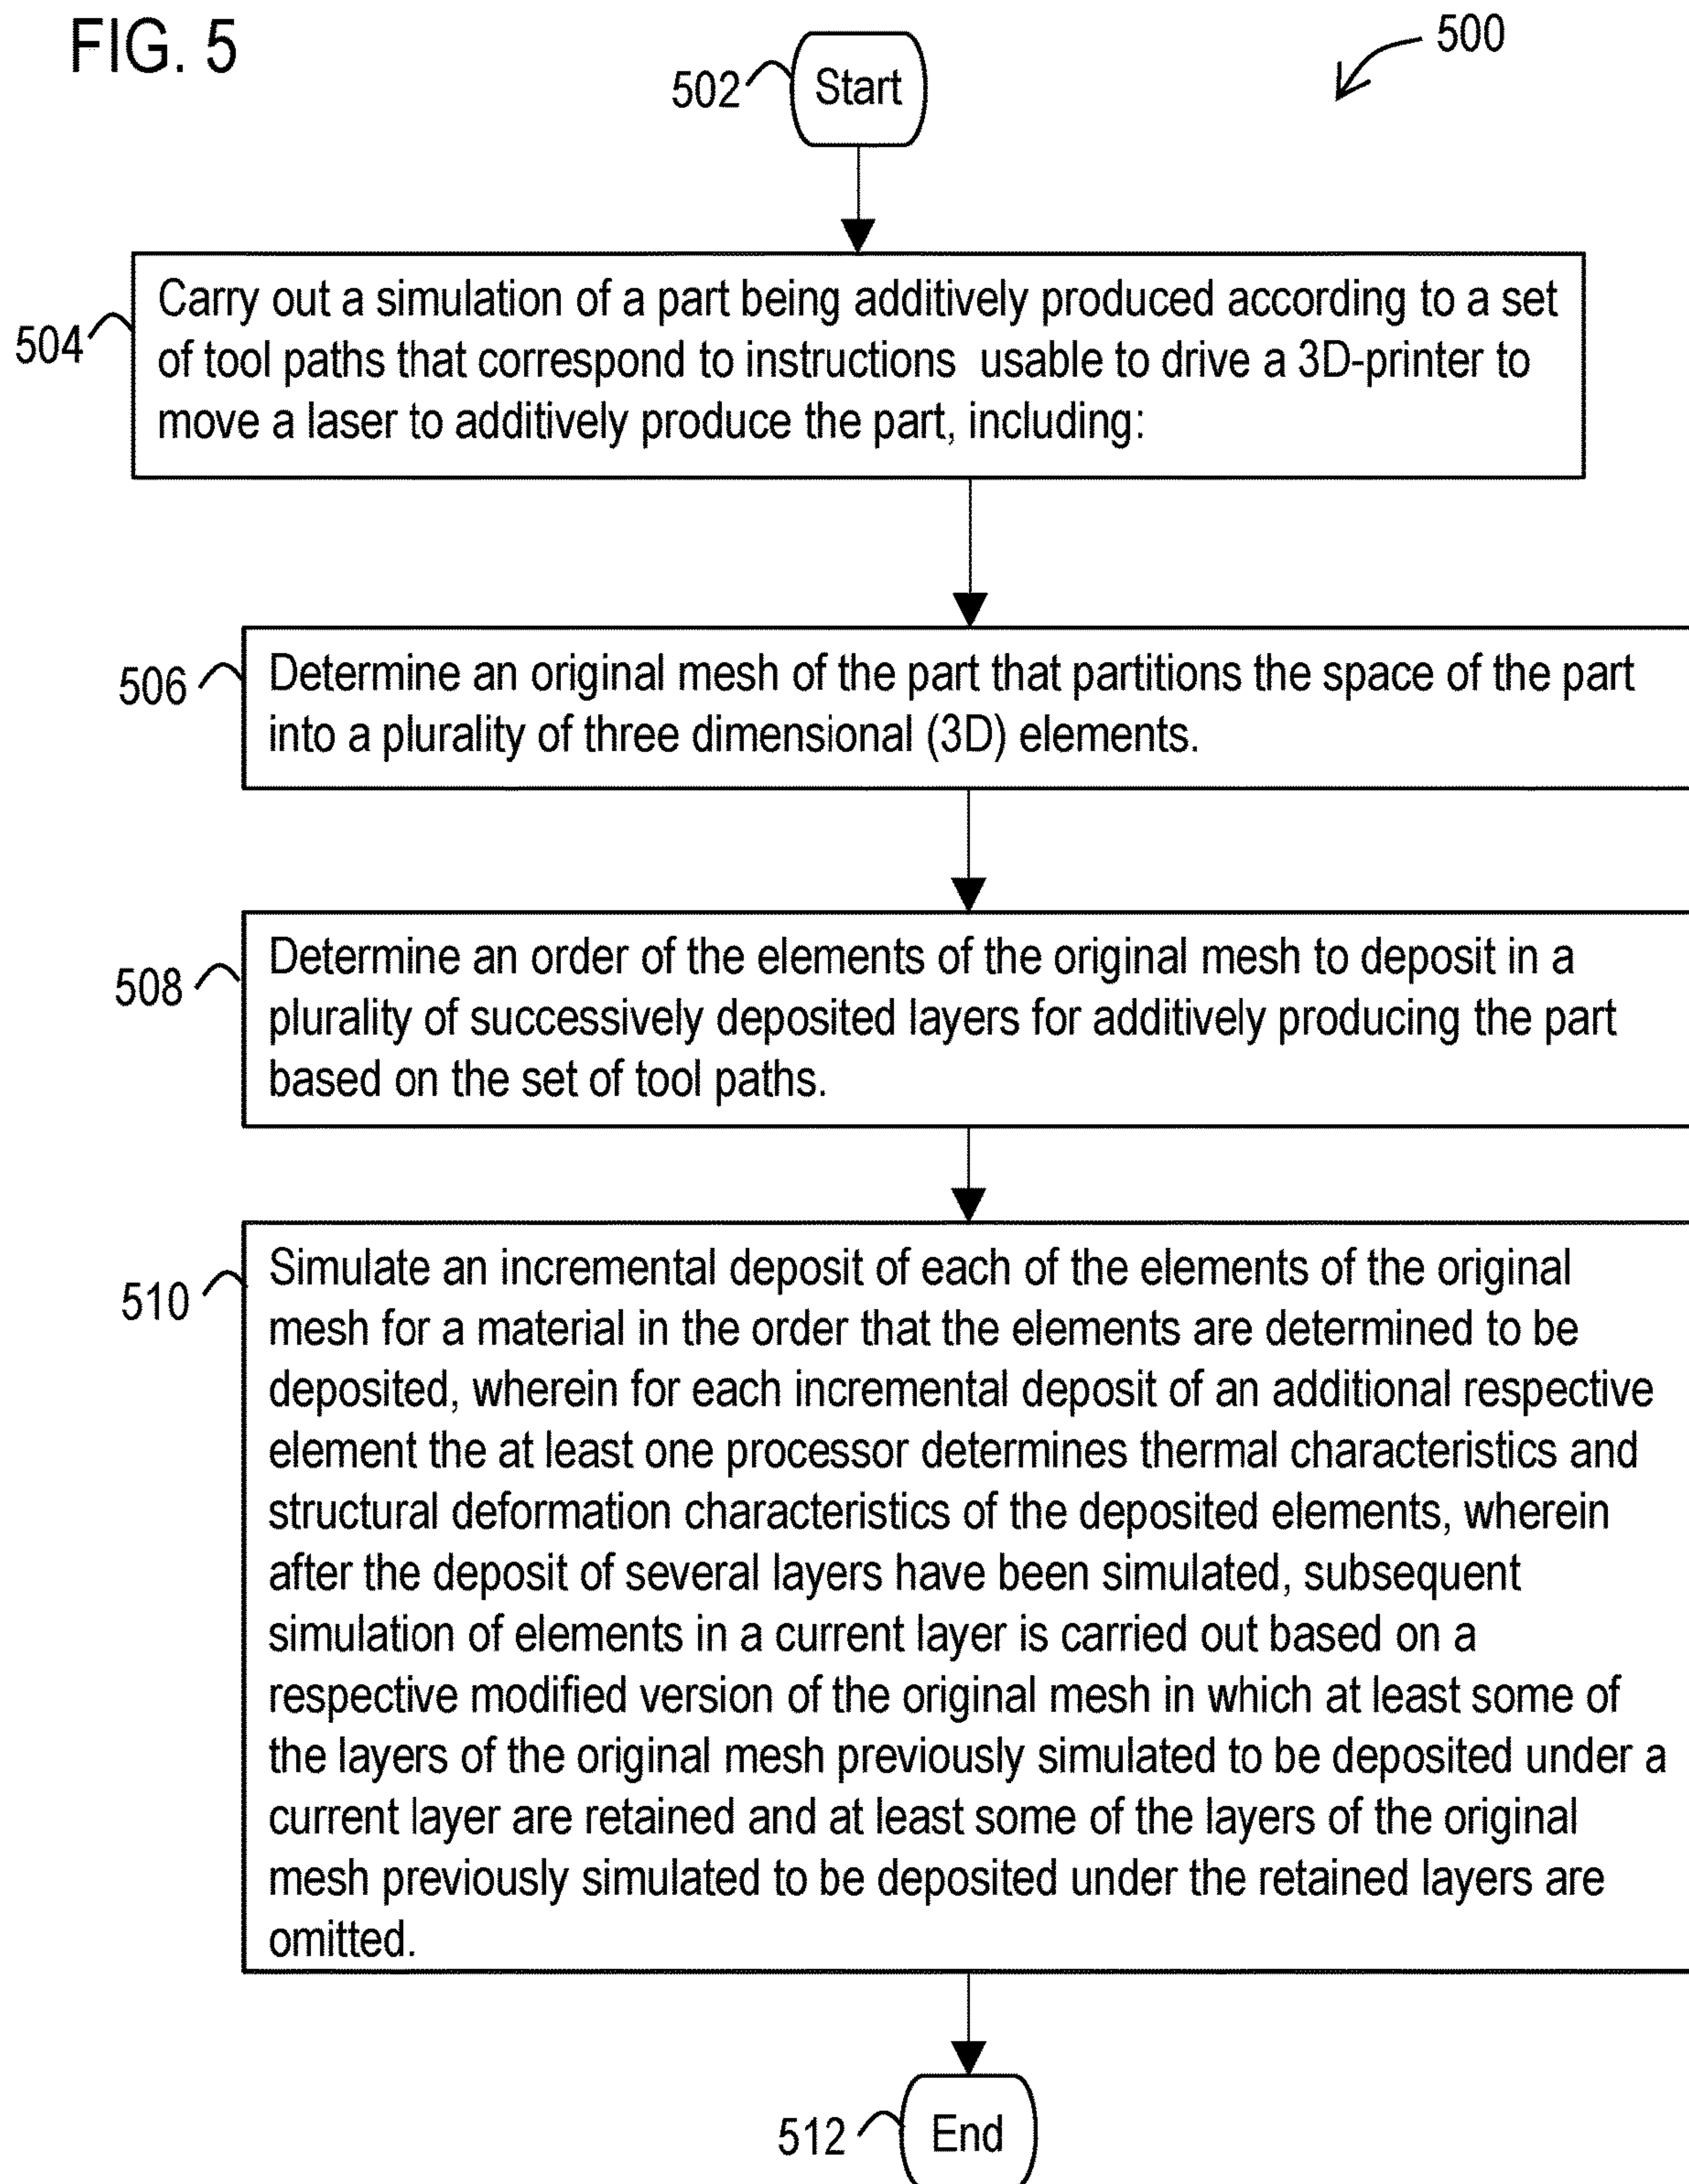 FIG. 5
500
502
Start
504
Carry out a simulation of a part being additively produced according to a set
of tool paths that correspond to instructions usable to drive a 3D-printer to
move a laser to additively produce the part, including:
506
Determine an original mesh of the part that partitions the space of the part
into a plurality of three dimensional (3D) elements.
508
Determine an order of the elements of the original mesh to deposit in a
plurality of successively deposited layers for additively producing the part
based on the set of tool paths.
510
Simulate an incremental deposit of each of the elements of the original
mesh for a material in the order that the elements are determined to be
deposited, wherein for each incremental deposit of an additional respective
element the at least one processor determines thermal characteristics and
structural deformation characteristics of the deposited elements, wherein
after the deposit of several layers have been simulated, subsequent
simulation of elements in a current layer is carried out based on a
respective modified version of the original mesh in which at least some of
the layers of the original mesh previously simulated to be deposited under a
current layer are retained and at least some of the layers of the original
mesh previously simulated to be deposited under the retained layers are
omitted.
512
End